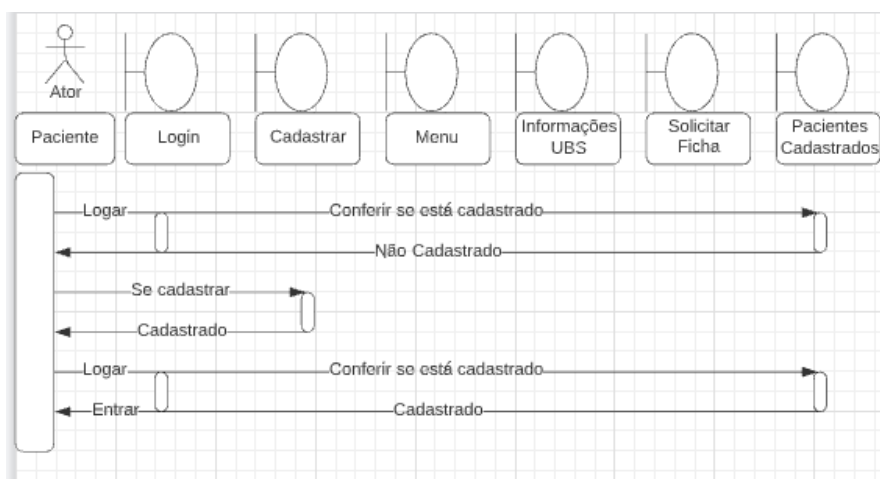 Ator
Paciente
Login
Cadastrar
Menu
Informações
UBS
Solicitar
Ficha
Pacientes
Cadastrados
Logar
Conferir se está cadastrado
Não Cadastrado
Se cadastrar
Cadastrado
Logar
Conferir se está cadastrado
Entrar
Cadastrado